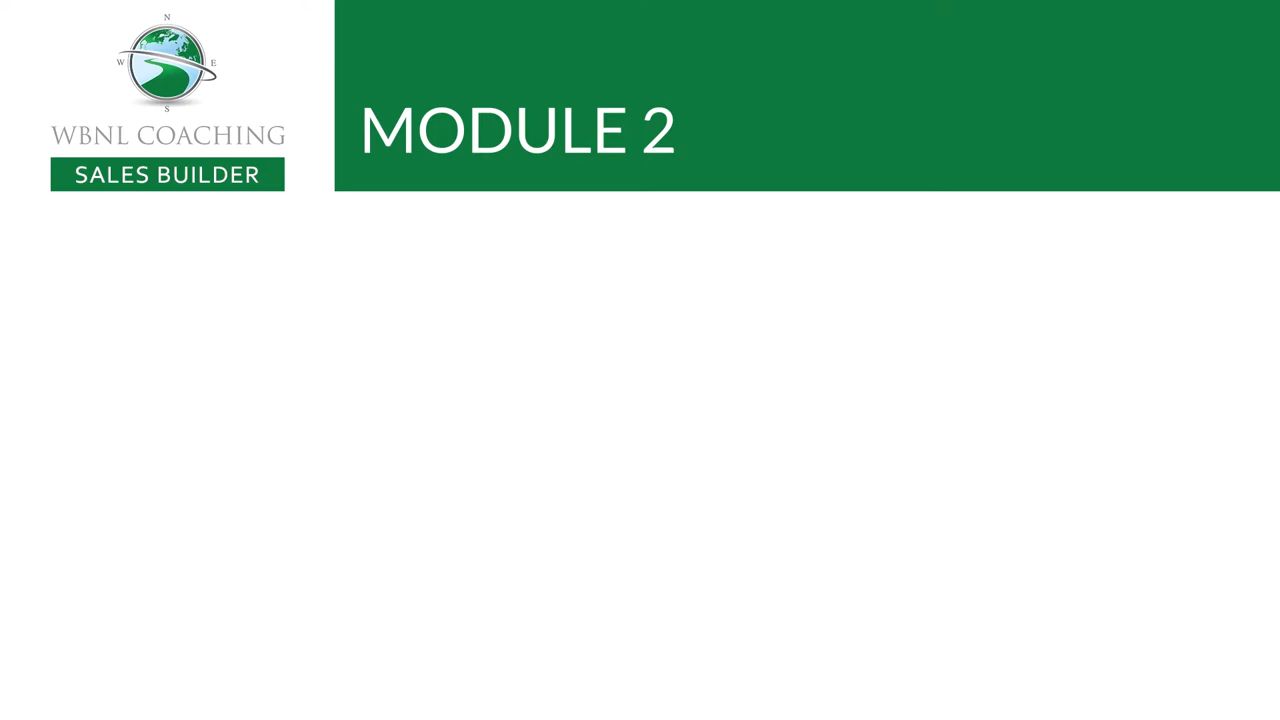 N
W E
S
WBNL COACHING
SALES BUILDER
MODULE 2